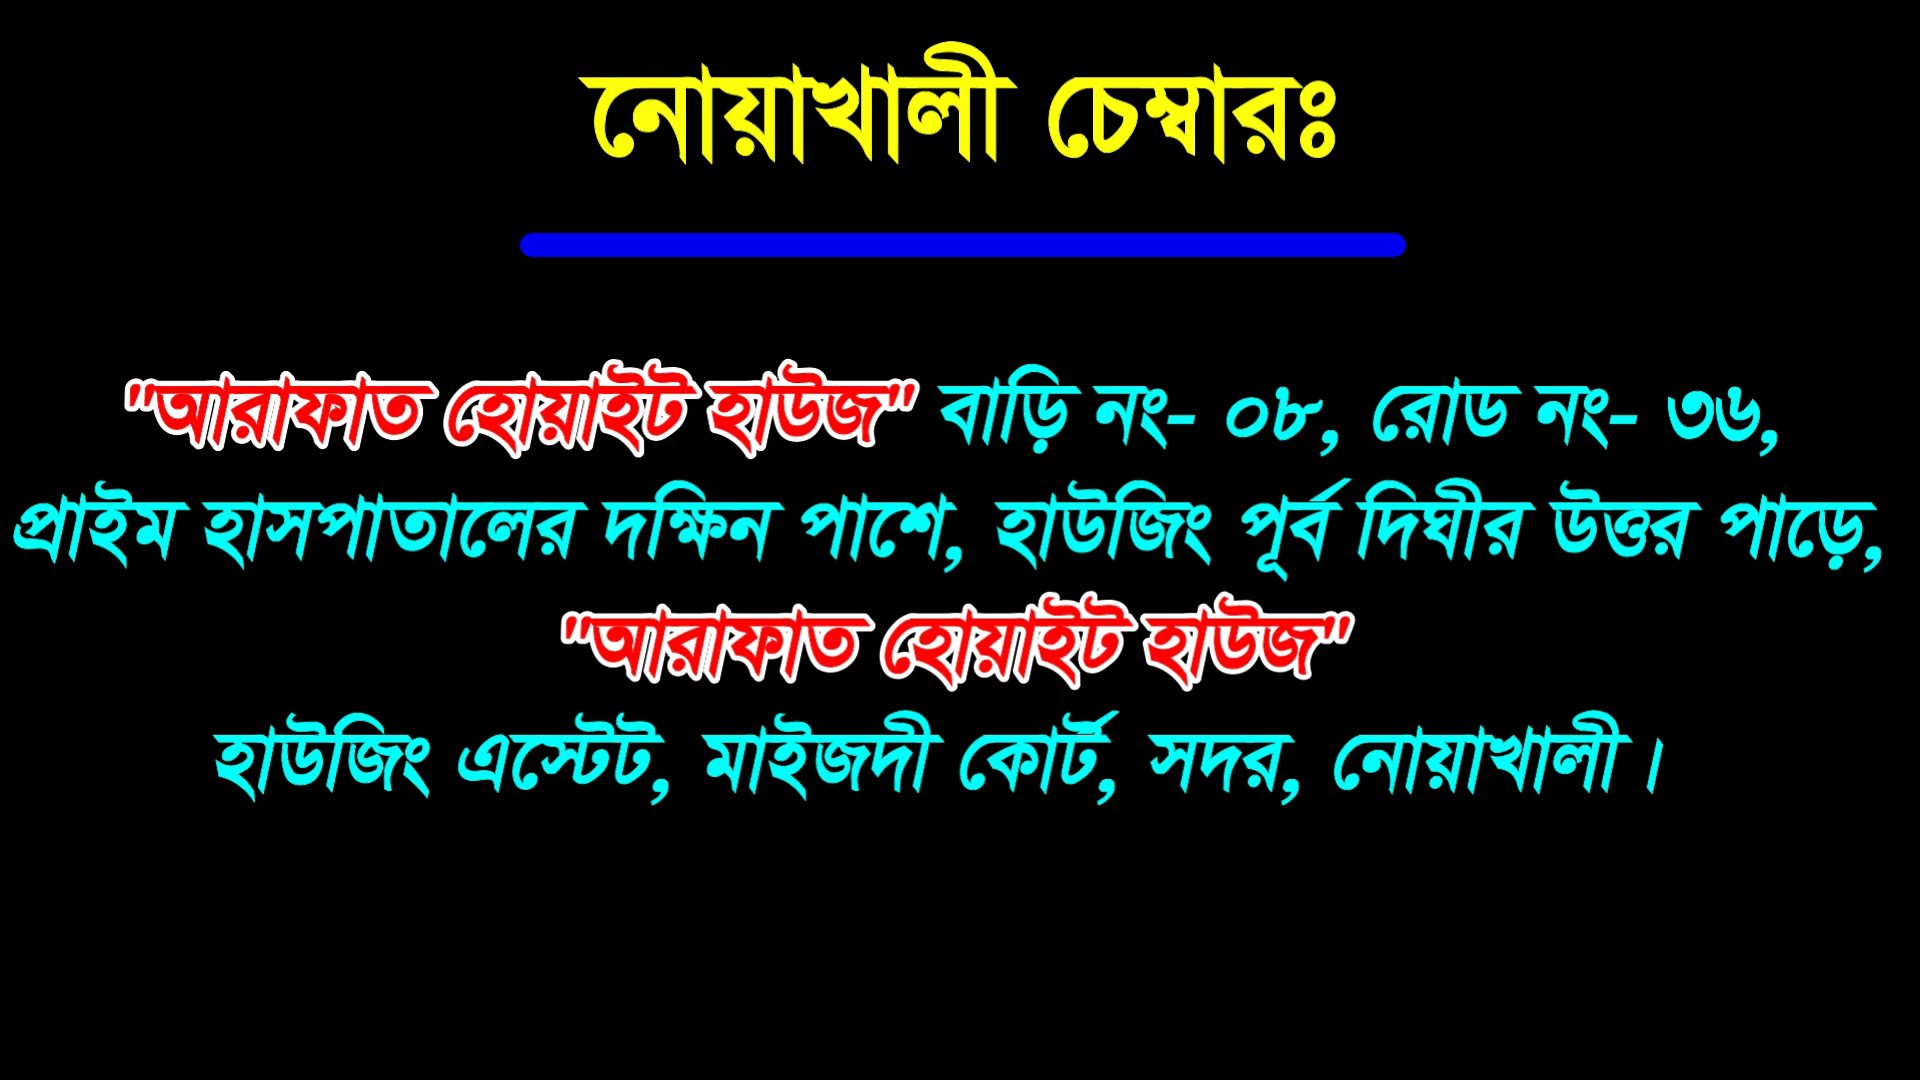 নোয়াখালী চেম্বারঃ
"আরাফাত হোয়াইট হাউজ" বাড়ি নং- ০৮, রোড নং- ৩৬,
প্রাইম হাসপাতালের দক্ষিন পাশে, হাউজিং পূর্ব দিঘীর উত্তর পাড়ে,
"আরাফাত হোয়াইট হাউজ"
হাউজিং এস্টেট, মাইজদী কোর্ট, সদর, নোয়াখালী।